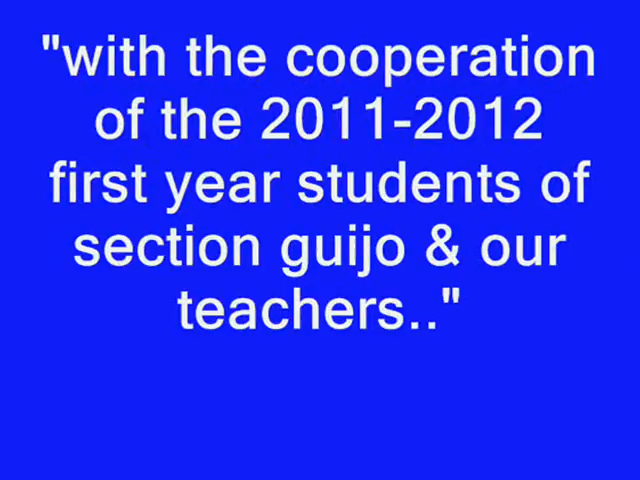 "with the cooperation
of the 2011-2012
first year students of
section guijo & our
teachers.."